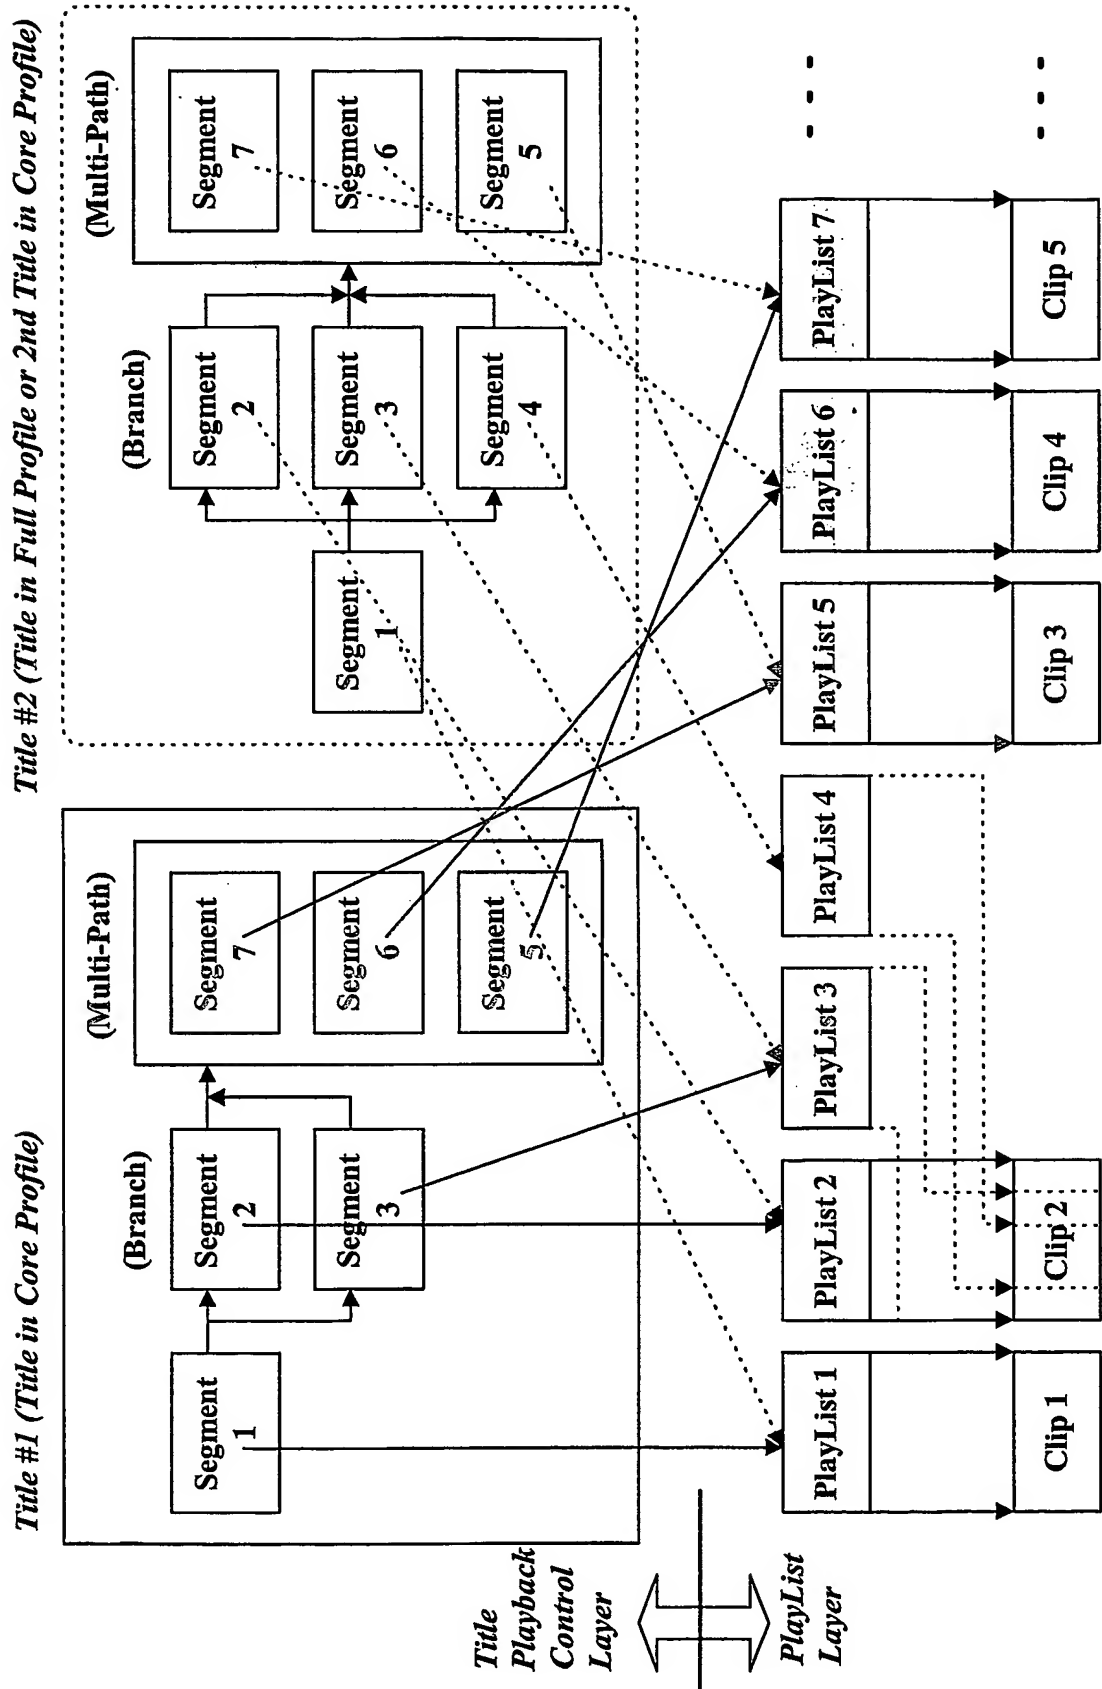 Title #1 (Title in Core Profile)
Title #2 (Title in Full Profile or 2nd Title in Core Profile)
(Branch)
(Multi-Path)
Segment
1
Segment
2
Segment
3
Segment
7
Segment
6
Segment
5
(Branch)
(Multi-Path)
Segment
1
Segment
2
Segment
3
Segment
4
Segment
7
Segment
6
Segment
5
Title
Playback
Control
Layer
PlayList
Layer
PlayList 1
PlayList 2
PlayList 3
PlayList 4
PlayList 5
PlayList 6
PlayList 7
Clip 1
Clip 2
Clip 3
Clip 4
Clip 5